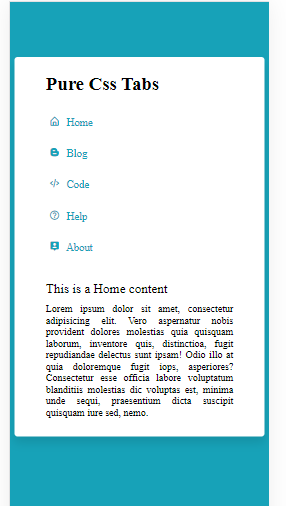 Pure Css Tabs
Home
Blog
Code
Help
About
This is a Home content
Lorem ipsum dolor sit amet, consectetur
adipisicing elit. Vero aspernatur nobis
provident dolores molestias quia quisquam
laborum, inventore quis, distinctio, fugit
repudiandae delectus sunt ipsam! Odio illo at
quia doloremque fugit iops, asperiores?
Consectetur esse officia labore voluptatum
blanditiis molestias dic voluptas est, minima
unde sequi, praesentium dicta suscipit
quisquam iure sed, nemo.